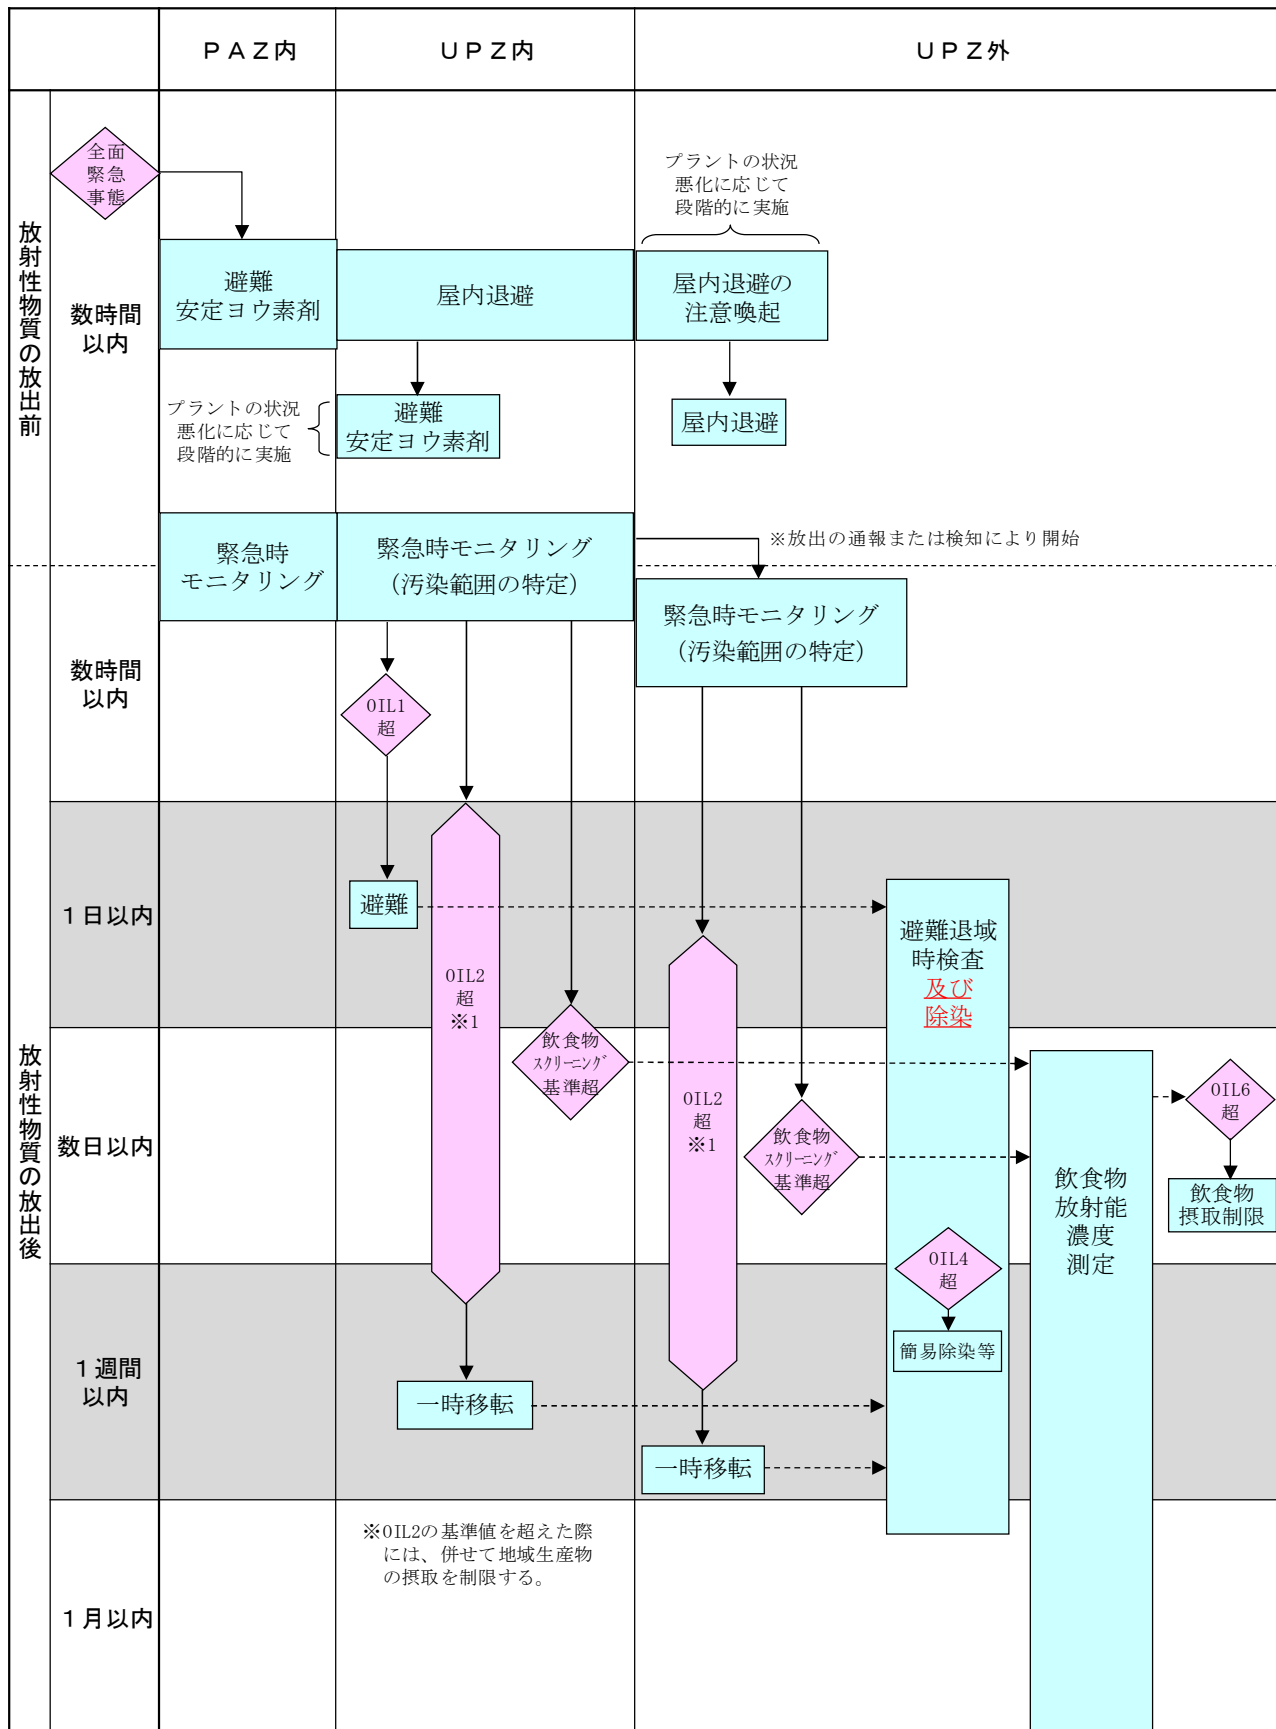 ＰＡＺ内
ＵＰＺ内
ＵＰＺ外
放射性物質の放出前
数時間
以内
全面
緊急
事態
避難
安定ヨウ素剤
屋内退避
プラントの状況
悪化に応じて
段階的に実施
屋内退避の
注意喚起
プラントの状況
悪化に応じて
段階的に実施
避難
安定ヨウ素剤
屋内退避
緊急時
モニタリング
緊急時モニタリング
（汚染範囲の特定）
※放出の通報または検知により開始
緊急時モニタリング
（汚染範囲の特定）
放射性物質の放出後
数時間
以内
OIL1
超
１日以内
避難
OIL2
超
※1
避難退域
時検査
及び
除染
数日以内
飲食物
ｽｸﾘｰﾆﾝｸﾞ
基準超
OIL2
超
※1
飲食物
ｽｸﾘｰﾆﾝｸﾞ
基準超
飲食物
放射能
濃度
測定
OIL6
超
飲食物
摂取制限
OIL4
超
簡易除染等
１週間
以内
一時移転
一時移転
１月以内
※OIL2の基準値を超えた際
には、併せて地域生産物
の摂取を制限する。